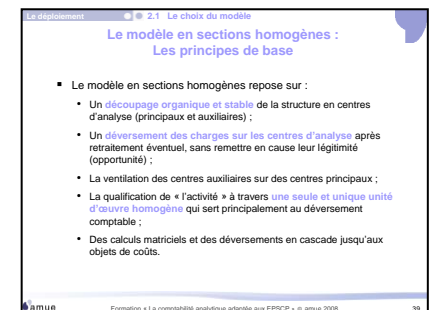 Le déploiement
2.1 Le choix du modèle
Le modèle en sections homogènes :
Les principes de base
Le modèle en sections homogènes repose sur :
Un découpage organique et stable de la structure en centres
d'analyse (principaux et auxiliaires) ;
Un déversement des charges sur les centres d'analyse après
retraitement éventuel, sans remettre en cause leur légitimité
(opportunité) ;
La ventilation des centres auxiliaires sur des centres principaux ;
La qualification de « l'activité » à travers une seule et unique unité
d'œuvre homogène qui sert principalement au déversement
comptable ;
Des calculs matriciels et des déversements en cascade jusqu'aux
objets de coûts.
amue
Formation « La comptabilité analytique adaptée aux EPSCP » © amue 2008
39